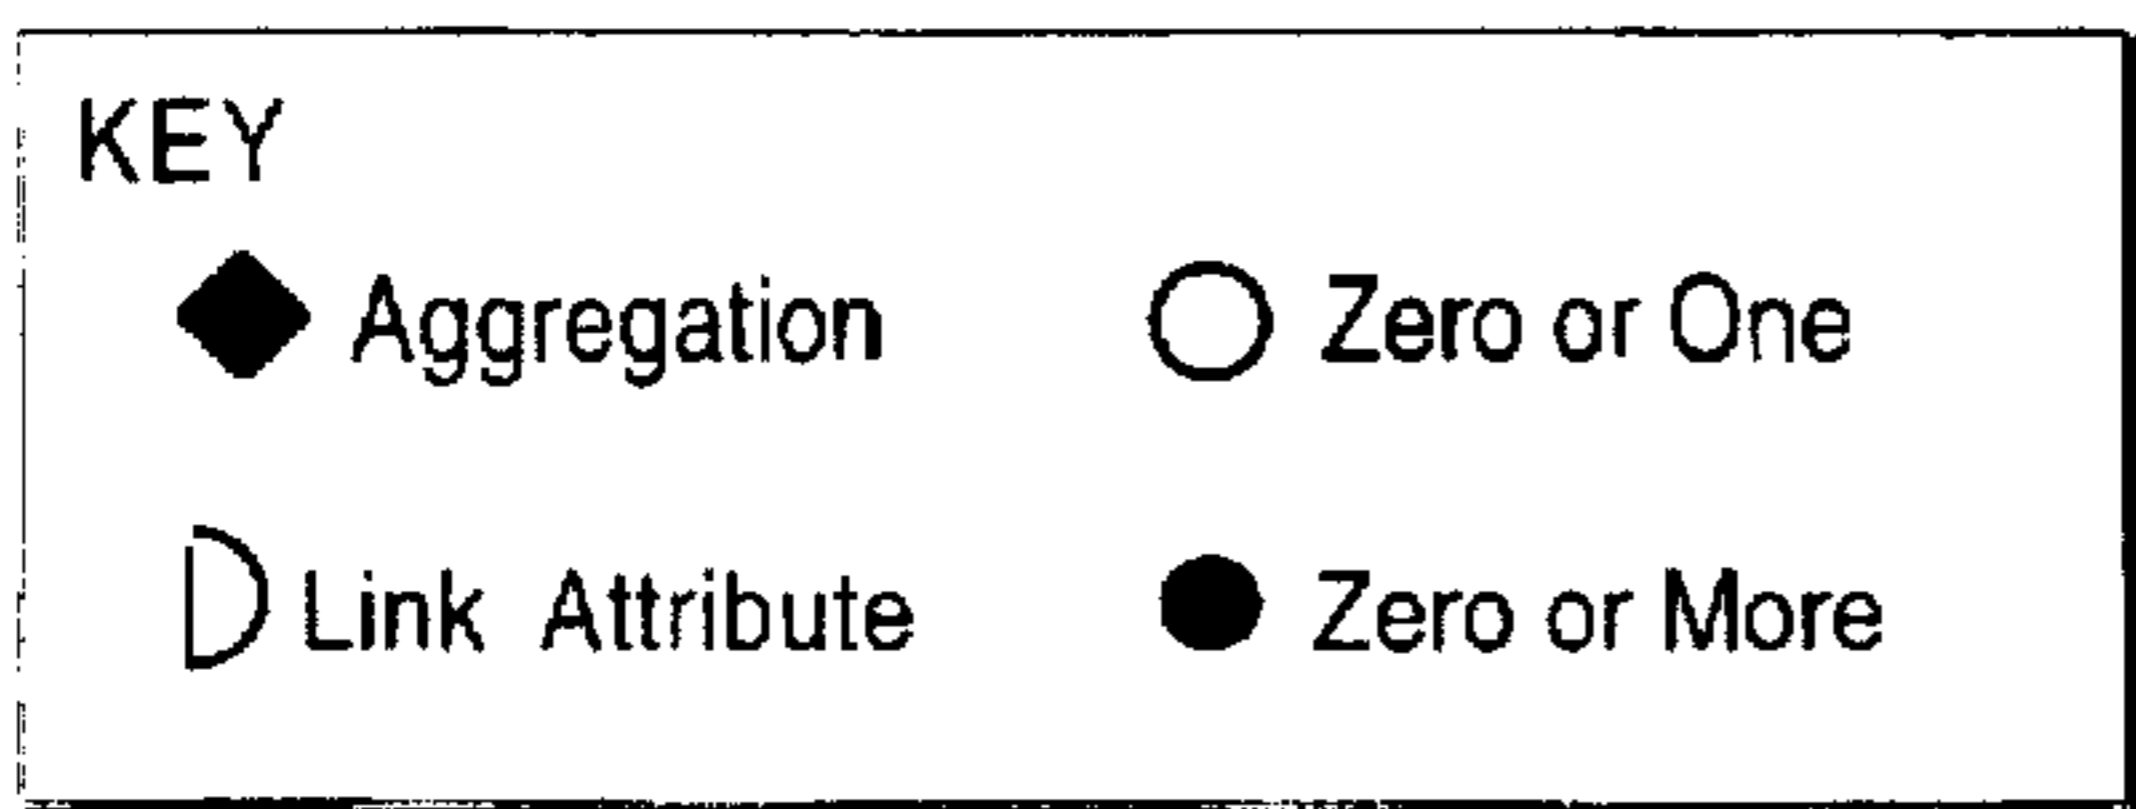 KEY
Aggregation
Zero or One
Link Attribute
Zero or More